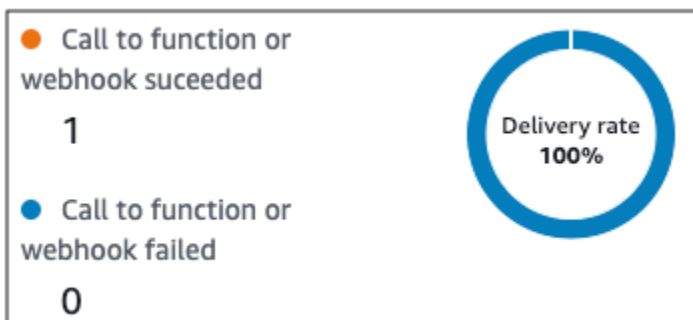 Call to function or
webhook suceeded
1
Call to function or
webhook failed
0
Delivery rate
100%